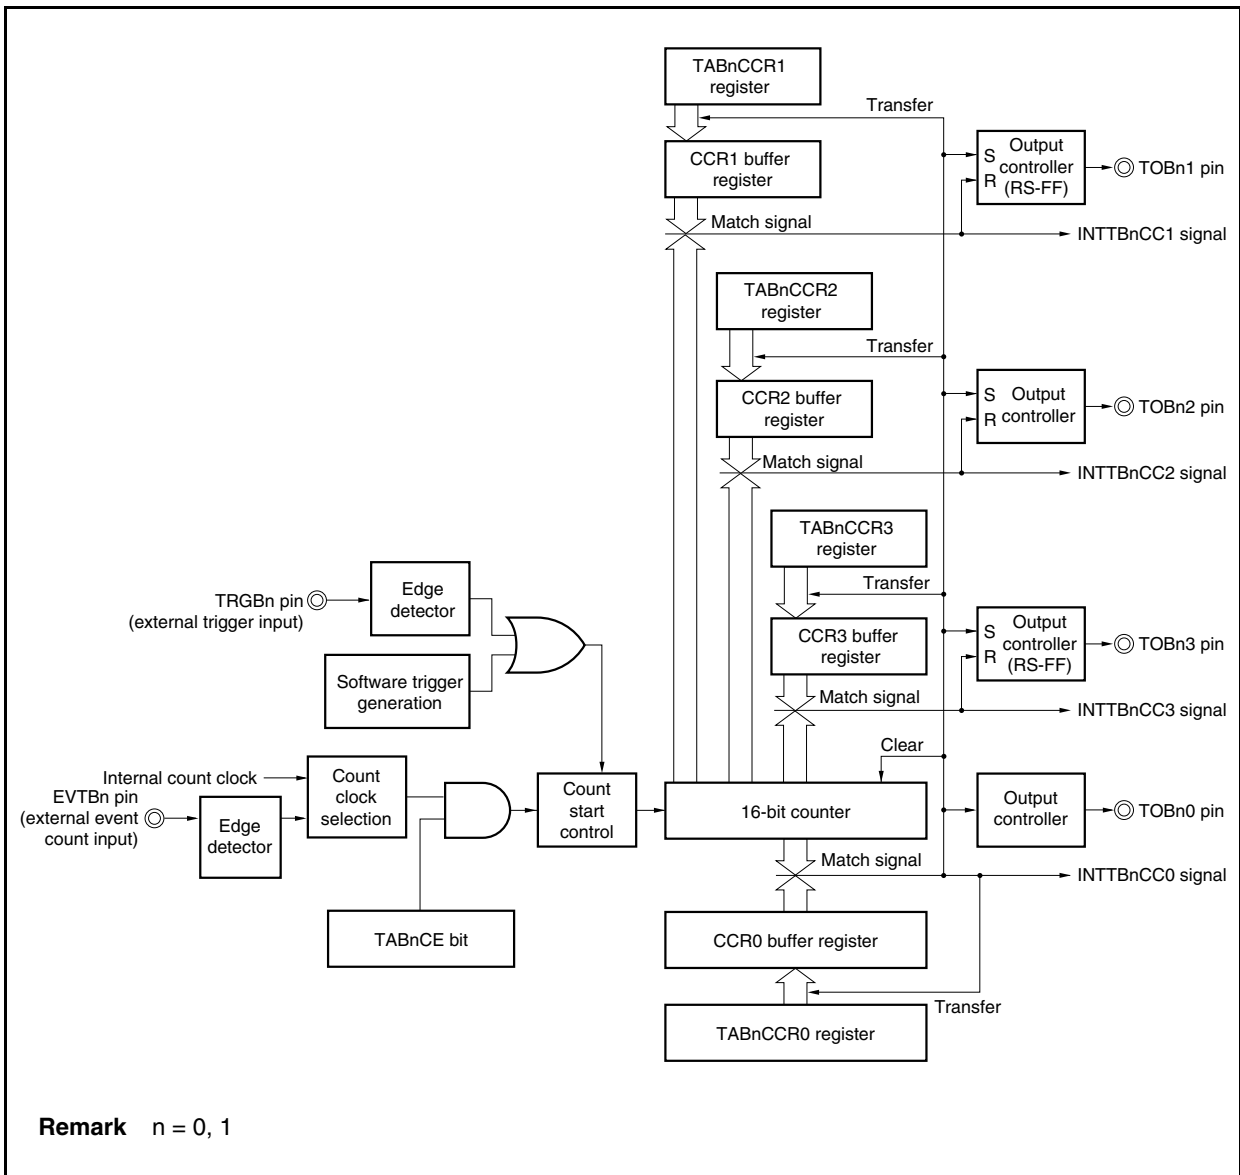 TABnCCR1
register
Transfer
CCR1 buffer
register
S
R
Output
controller
(RS-FF)
TOBn1 pin
Match signal
INTTBnCC1 signal
TABnCCR2
register
Transfer
CCR2 buffer
register
S
R
Output
controller
TOBn2 pin
Match signal
INTTBnCC2 signal
TABnCCR3
register
Transfer
CCR3 buffer
register
S
R
Output
controller
(RS-FF)
TOBn3 pin
Match signal
INTTBnCC3 signal
TRGBn pin
(external trigger input)
Edge
detector
Software trigger
generation
Internal count clock
EVTBn pin
(external event
count input)
Edge
detector
Count
clock
selection
Count
start
control
Clear
16-bit counter
Output
controller
TOBn0 pin
Match signal
INTTBnCC0 signal
TABnCE bit
CCR0 buffer register
Transfer
TABnCCR0 register
Remark n = 0, 1